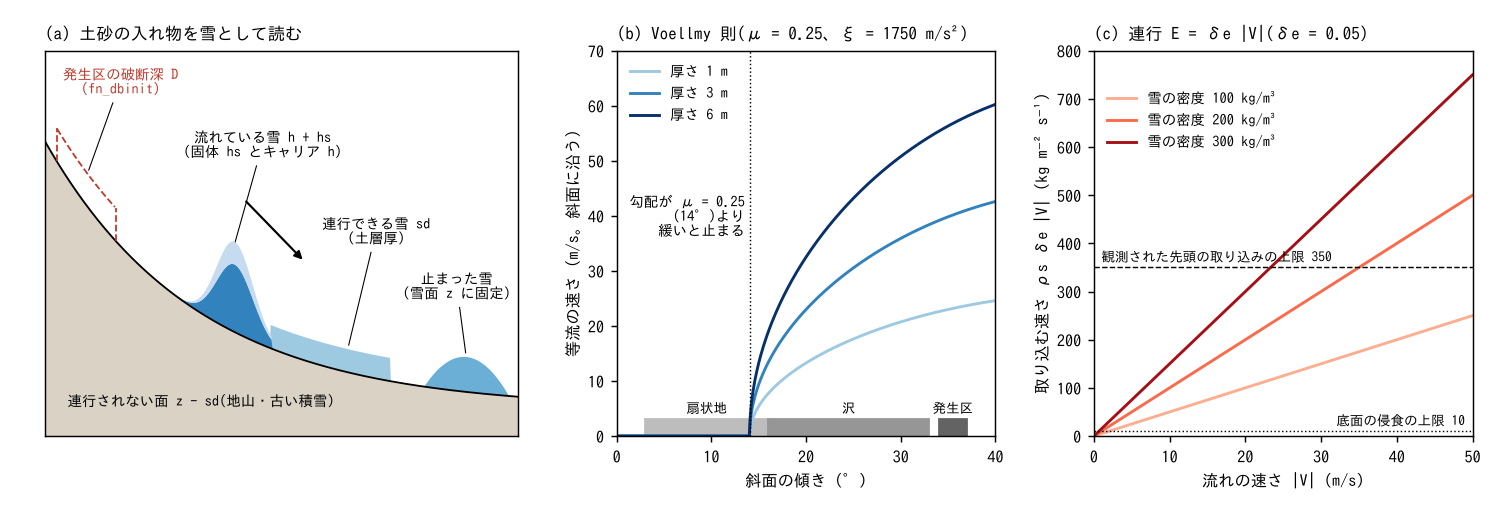 (a) 土砂の入れ物を雪として読む
発生区の破断深 D
(fn_dbinit)
流れている雪 h + hs
(固体 hs とキャリア h)
連行できる雪 sd
(土層厚)
止まった雪
(雪面 z に固定)
連行されない面 z − sd(地山・古い積雪)
(b) Voellmy 則(μ = 0.25、ξ = 1750 m/s²)
70
60
50
40
30
20
10
0
等流の速さ (m/s。斜面に沿う)
厚さ 1 m
厚さ 3 m
厚さ 6 m
勾配が μ = 0.25
(14°)より
緩いと止まる
扇状地
沢
発生区
0
10
20
30
40
斜面の傾き (°)
(c) 連行 E = δe |V|(δe = 0.05)
800
700
600
500
400
300
200
100
0
取り込む速さ ρs δe |V| (kg m⁻² s⁻¹)
雪の密度 100 kg/m³
雪の密度 200 kg/m³
雪の密度 300 kg/m³
観測された先頭の取り込みの上限 350
底面の侵食の上限 10
0
10
20
30
40
50
流れの速さ |V| (m/s)